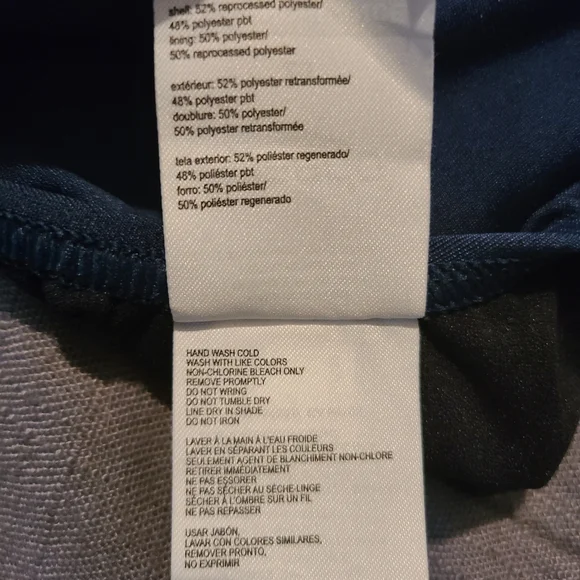 shell: 52% reprocessed polyester/
48% polyester pbt
lining: 50% polyester/
50% reprocessed polyester
extérieur: 52% polyester retransformée/
48% polyester pbt
doublure: 50% polyester/
50% polyester retransformée
tela exterior: 52% poliéster regenerado/
48% poliéster pbt
forro: 50% poliéster/
50% poliéster regenerado
HAND WASH COLD
WASH WITH LIKE COLORS
NON-CHLORINE BLEACH ONLY
REMOVE PROMPTLY
DO NOT WRING
DO NOT TUMBLE DRY
LINE DRY IN SHADE
DO NOT IRON
LAVER À LA MAIN À L'EAU FROIDE
LAVER EN SÉPARANT LES COULEURS
SEULEMENT AGENT DE BLANCHIMENT NON-CHLORE
RETIRER IMMÉDIATEMENT
NE PAS ESSORER
NE PAS SÉCHER AU SÈCHE-LINGE
SÉCHER À L'OMBRE SUR UN FIL
NE PAS REPASSER
USAR JABÓN,
LAVAR CON COLORES SIMILARES,
REMOVER PRONTO,
NO EXPRIMIR